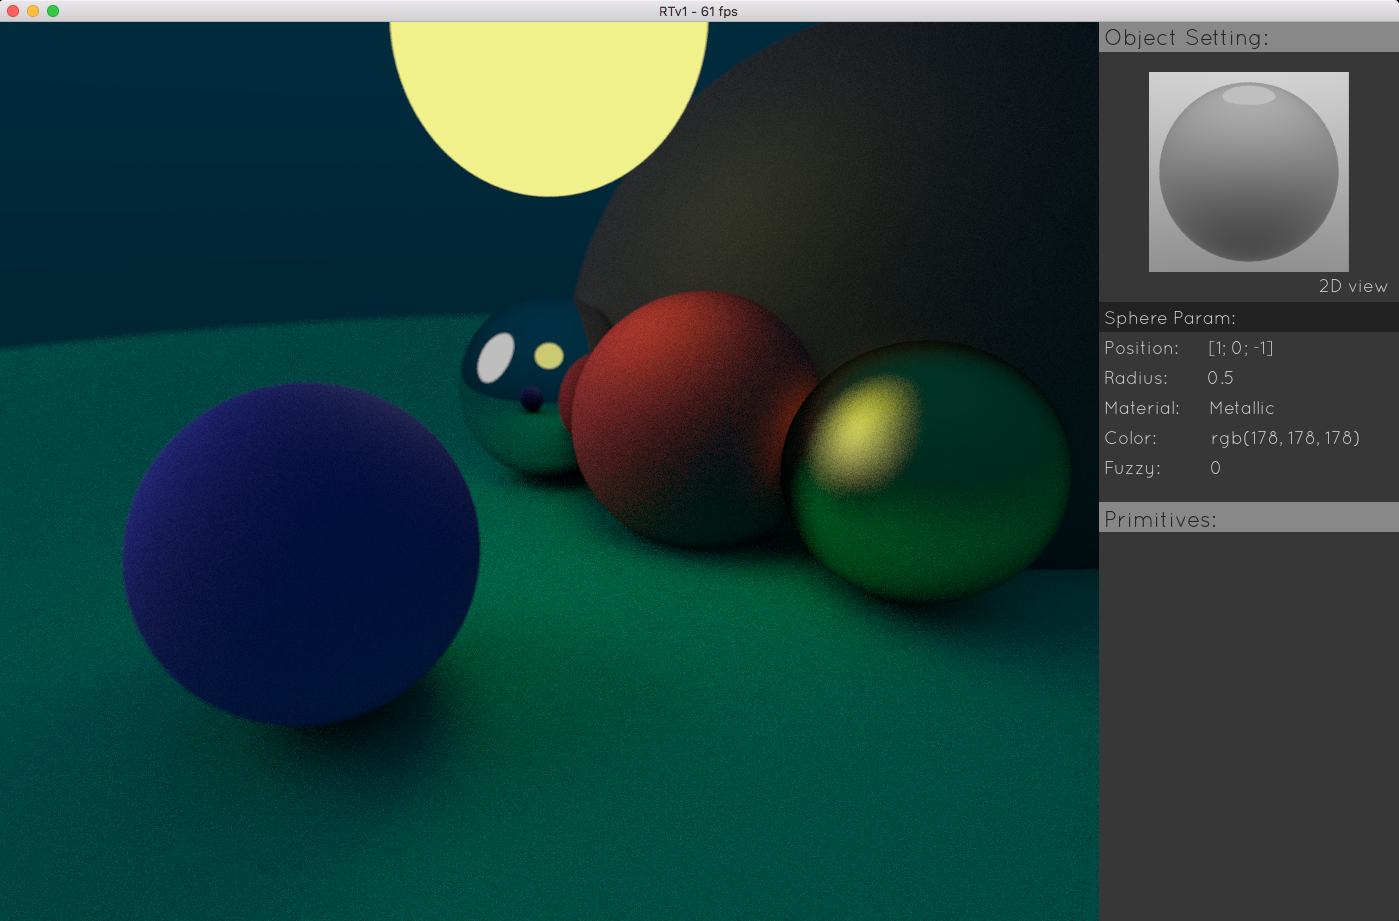 RTv1 - 61 fps
Object Setting:
2D view
Sphere Param:
Position: [1; 0; -1]
Radius: 0.5
Material: Metallic
Color: rgb(178, 178, 178)
Fuzzy: 0
Primitives: